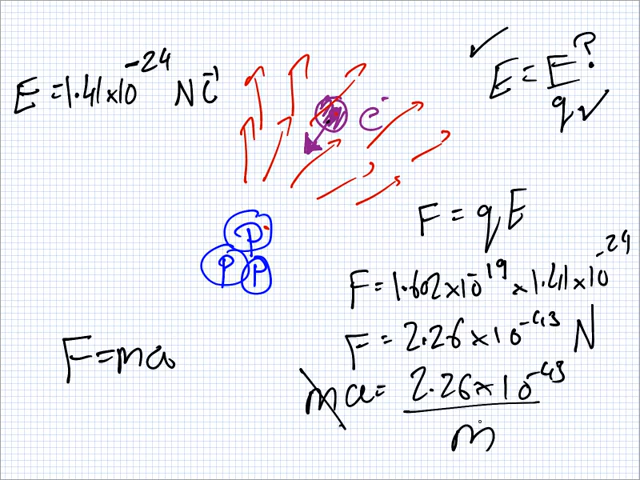 E = 1.41×10⁻²⁴ N C⁻¹
E = E?
q
e⁻
P
P P
F = qE
F = 1.602×10⁻¹⁹ × 1.41×10⁻²⁴
F = 2.26×10⁻⁴³ N
F=ma
ma = 2.26×10⁻⁴³
m